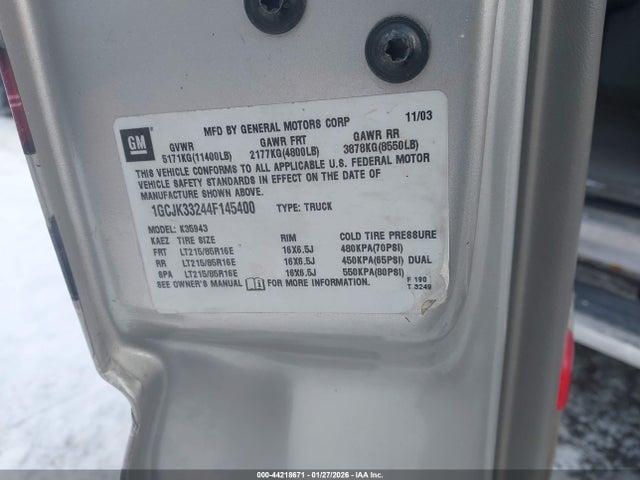 GM
MFD BY GENERAL MOTORS CORP 11/03
GVWR GAWR FRT GAWR RR
5171KG(11400LB) 2177KG(4800LB) 3878KG(8550LB)
THIS VEHICLE CONFORMS TO ALL APPLICABLE U.S. FEDERAL MOTOR
VEHICLE SAFETY STANDARDS IN EFFECT ON THE DATE OF
MANUFACTURE SHOWN ABOVE.
1GCJK33244F145400 TYPE: TRUCK
MODEL: K35943
KAEZ TIRE SIZE RIM COLD TIRE PRESSURE
FRT LT215/85R16E 16X6.5J 480KPA(70PSI)
RR LT215/85R16E 16X6.5J 450KPA(65PSI) DUAL
SPA LT215/85R16E 16X6.5J 550KPA(80PSI)
SEE OWNER'S MANUAL FOR MORE INFORMATION.
F 190
T 3249
000-44218671 | 01/27/2026 | IAAI.COM